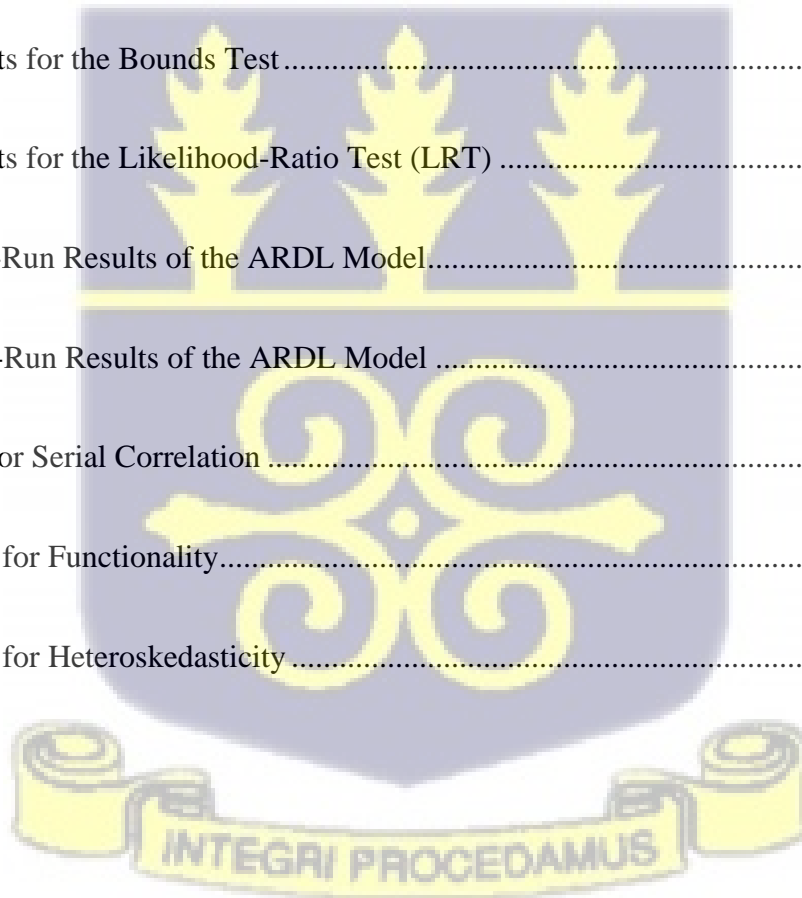 ts for the Bounds Test................................................................
ts for the Likelihood-Ratio Test (LRT) .....................................
-Run Results of the ARDL Model..............................................
-Run Results of the ARDL Model .............................................
or Serial Correlation ..................................................................
for Functionality.........................................................................
for Heteroskedasticity................................................................
INTEGRI PROCEDAMUS